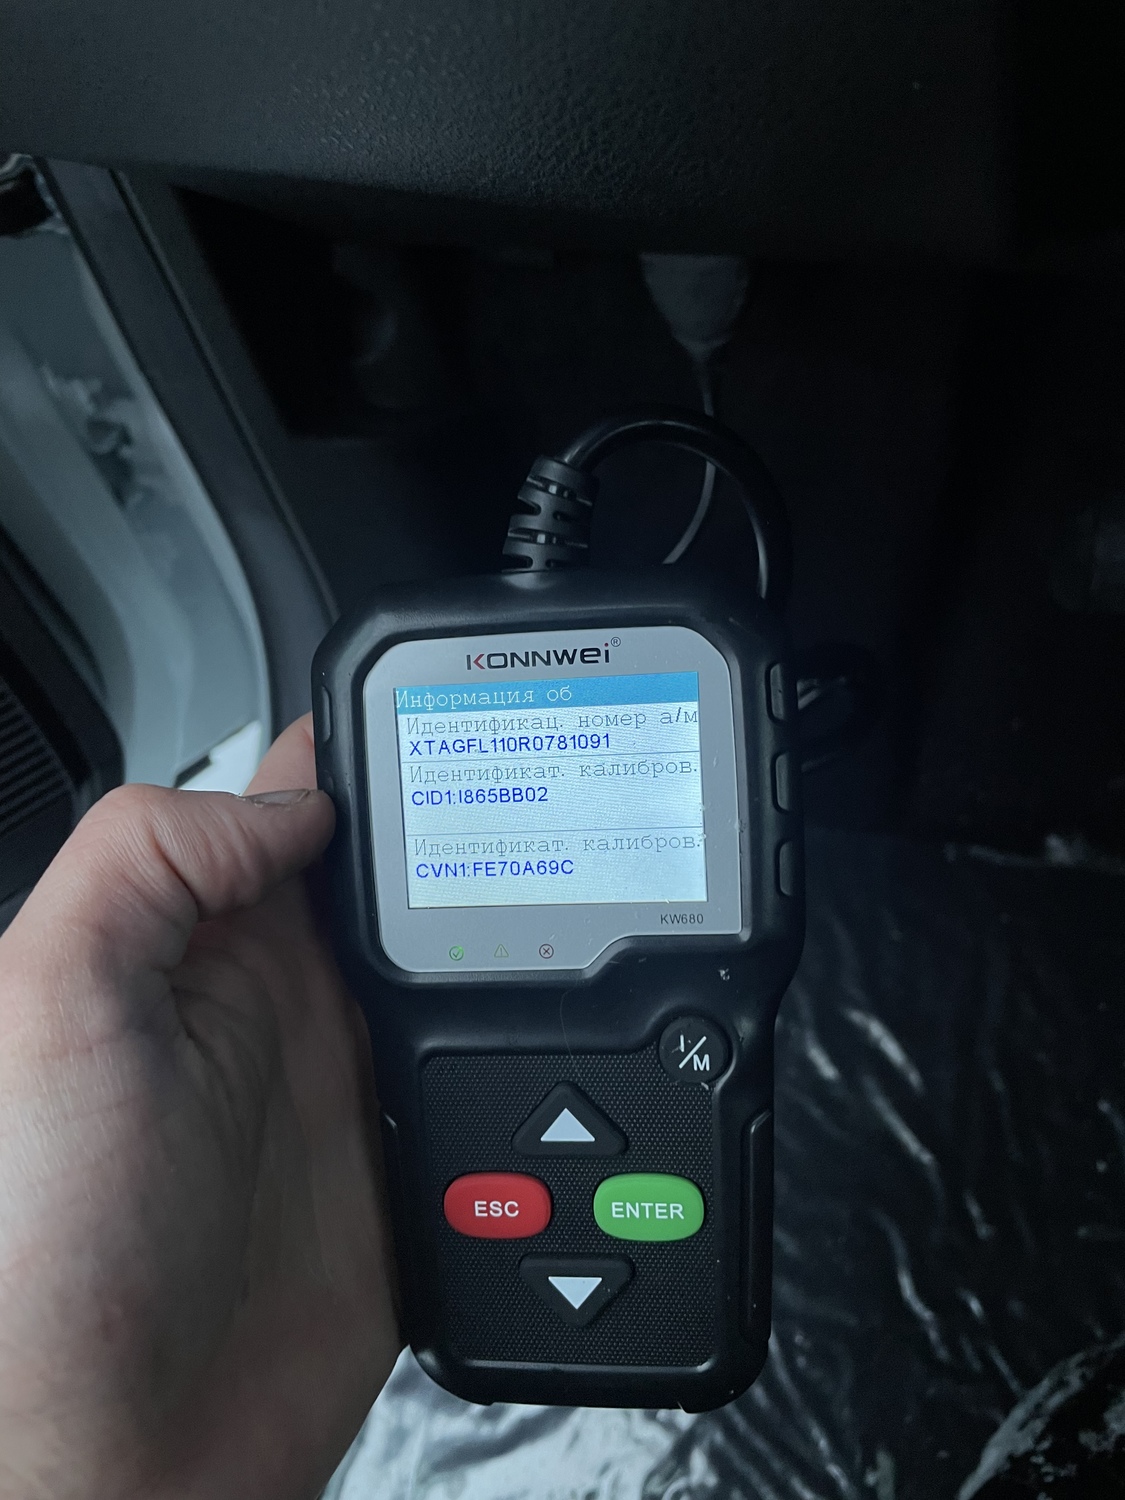 KONNWEI®
Информация об
Идентификац. номер а/м
XTAGFL110R0781091
Идентификат. калибров.
CID1:I865BB02
Идентификат. калибров.
CVN1:FE70A69C
KW680
I/M
ESC
ENTER